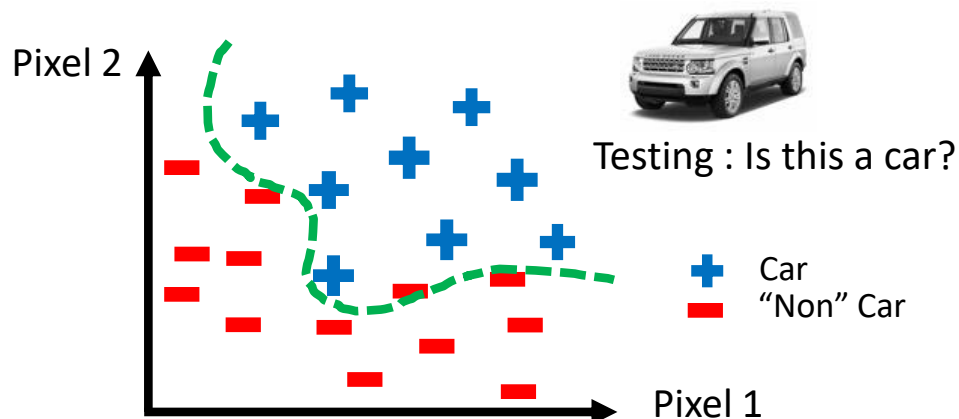 Pixel 2
Testing : Is this a car?
Car
“Non” Car
Pixel 1